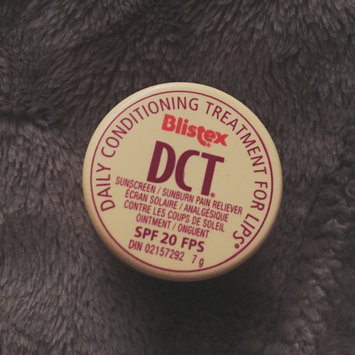 DAILY CONDITIONING TREATMENT FOR LIPS®
Blistex®
DCT®
SUNSCREEN / SUNBURN PAIN RELIEVER
ÉCRAN SOLAIRE / ANALGÉSIQUE
CONTRE LES COUPS DE SOLEIL
OINTMENT / ONGUENT
SPF 20 FPS
DIN 02157292 7 g